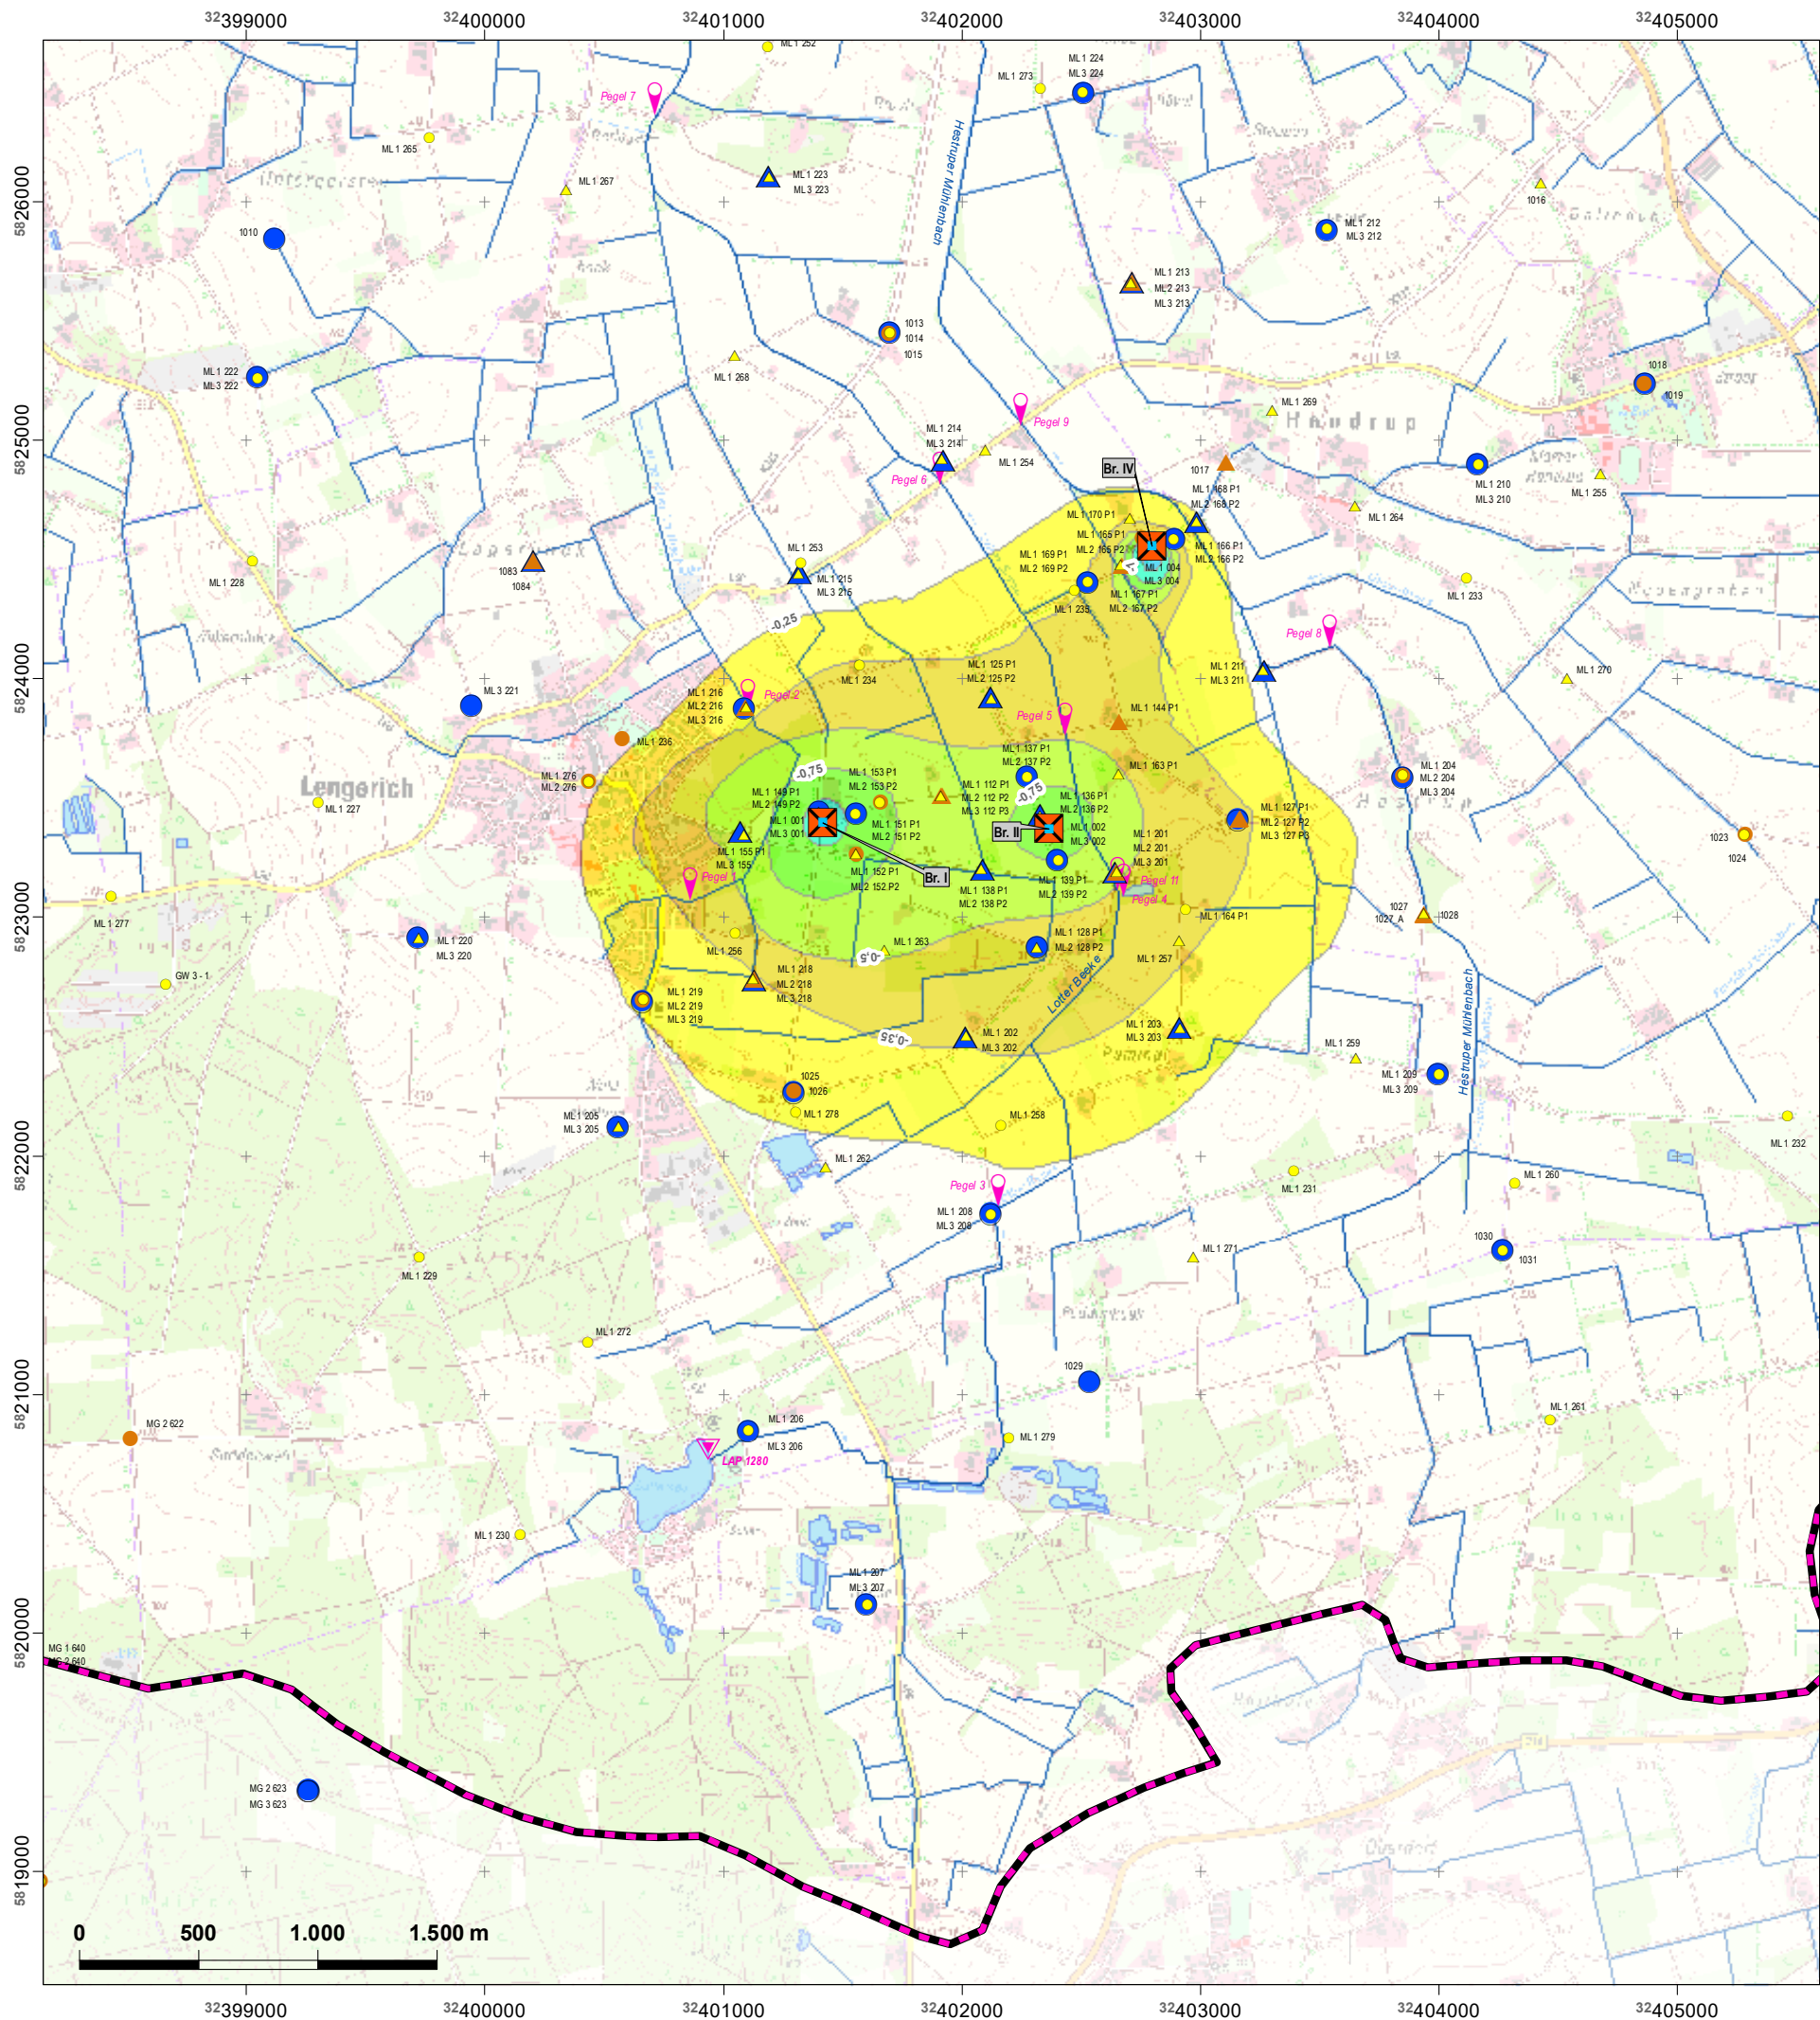 32399000 32400000 32401000 32402000 32403000 32404000 32405000
5826000
5825000
5824000
5823000
5822000
5821000
5820000
5819000
ML 1 252
ML 1 224
ML 3 224
ML 1 273
Pegel 7
ML 1 265
ML 1 267
ML 1 223
ML 3 223
Hestruper Mühlenbach
1016
ML 1 212
ML 3 212
1010
ML 1 213
ML 2 213
ML 3 213
1013
1014
1015
ML 1 268
ML 1 222
ML 3 222
1018
1019
ML 1 269
Handrup
Pegel 9
ML 1 214
ML 3 214
ML 1 254
Pegel 6
Br. IV
1017
ML 1 210
ML 3 210
ML 1 255
ML 1 264
ML 1 168 P1
ML 2 168 P2
ML 1 170 P1
ML 1 165 P1
ML 2 165 P2
ML 1 166 P1
ML 2 166 P2
ML 1 169 P1
ML 2 169 P2
-1
ML 1 004
ML 3 004
ML 1 167 P1
ML 2 167 P2
ML 1 235
ML 1 253
ML 1 215
ML 3 215
1083
1084
ML 1 228
ML 1 233
-0,25
Pegel 8
ML 1 211
ML 3 211
ML 1 270
ML 1 234
ML 1 125 P1
ML 2 125 P2
ML 3 221
ML 1 216
ML 2 216
ML 3 216
Pegel 2
Pegel 5
ML 1 144 P1
ML 1 236
ML 1 276
ML 2 276
Lengerich
ML 1 227
-0,75
ML 1 153 P1
ML 2 153 P2
ML 1 137 P1
ML 2 137 P2
ML 1 163 P1
ML 1 149 P1
ML 2 149 P2
ML 1 112 P1
ML 2 112 P2
ML 3 112 P3
-0,75
ML 1 136 P1
ML 2 136 P2
ML 1 204
ML 2 204
ML 3 204
ML 1 001
ML 3 001
ML 1 151 P1
ML 2 151 P2
Br. II
ML 1 002
ML 3 002
ML 1 127 P1
ML 2 127 P2
ML 3 127 P3
1023
1024
ML 1 155 P1
ML 3 155
ML 1 152 P1
ML 2 152 P2
Br. I
ML 1 201
ML 2 201
ML 3 201
Pegel 1
ML 1 138 P1
ML 2 138 P2
ML 1 139 P1
ML 2 139 P2
Pegel 11
Pegel 4
ML 1 277
ML 1 164 P1
1027
1027_A
1028
ML 1 220
ML 3 220
ML 1 256
ML 1 263
-0,5
ML 1 128 P1
ML 2 128 P2
ML 1 257
GW 3 - 1
ML 1 218
ML 2 218
ML 3 218
Lotter Beeke
ML 1 219
ML 2 219
ML 3 219
-0,35
ML 1 202
ML 3 202
ML 1 203
ML 3 203
Hestruper Mühlenbach
ML 1 259
ML 1 209
ML 3 209
1025
1026
ML 1 278
ML 1 258
ML 1 205
ML 3 205
ML 1 232
ML 1 262
Pegel 3
ML 1 231
ML 1 260
ML 1 208
ML 3 208
1030
1031
ML 1 229
ML 1 271
ML 1 272
1029
MG 2 622
ML 1 206
ML 3 206
LAP 1280
ML 1 279
ML 1 261
ML 1 230
ML 1 207
ML 3 207
MG 1 640
MG 2 640
MG 2 623
MG 3 623
0 500 1.000 1.500 m
32399000 32400000 32401000 32402000 32403000 32404000 32405000